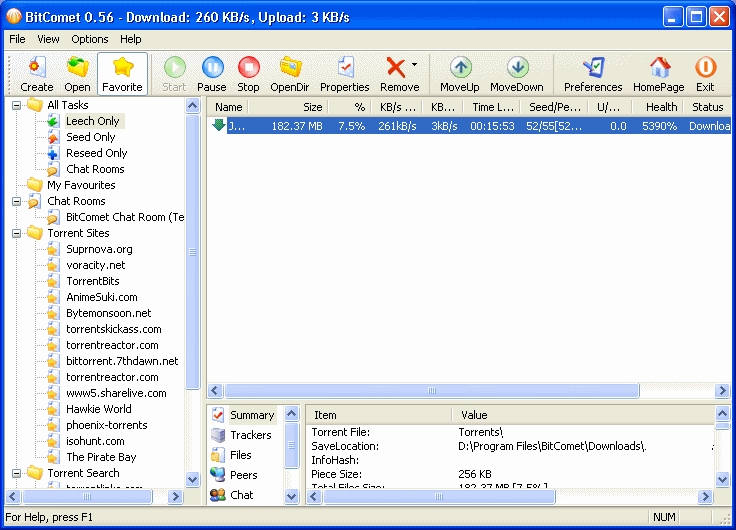 BitComet 0.56 - Download: 260 KB/s, Upload: 3 KB/s
File View Options Help
Create Open Favorite Start Pause Stop OpenDir Properties Remove MoveUp MoveDown Preferences HomePage Exit
All Tasks
Leech Only
Seed Only
Reseed Only
Chat Rooms
My Favourites
Chat Rooms
BitComet Chat Room (Te
Torrent Sites
Suprnova.org
voracity.net
TorrentBits
AnimeSuki.com
Bytemonsoon.net
torrentskickass.com
torrentreactor.com
bittorrent.7thdawn.net
torrentreactor.com
www5.sharelive.com
Hawkie World
phoenix-torrents
isohunt.com
The Pirate Bay
Torrent Search
Name Size % KB/s ... KB... Time L... Seed/Pe... U/... Health Status
J... 182.37 MB 7.5% 261kB/s 3kB/s 00:15:53 52/55[52... 0.0 5390% Downloa
Summary
Trackers
Files
Peers
Chat
Item Value
Torrent File: Torrents\
SaveLocation: D:\Program Files\BitComet\Downloads\.
InfoHash:
Piece Size: 256 KB
Total Files Size: 182.37 MB [7.5%]
For Help, press F1
NUM